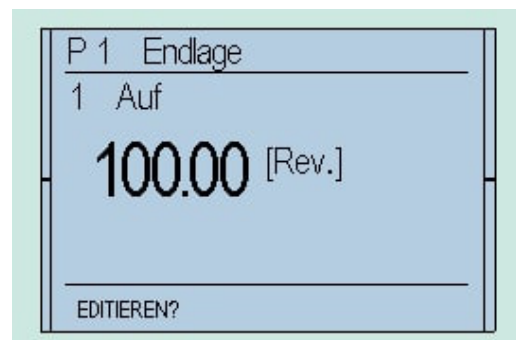 P 1 Endlage
1 Auf
100.00 [Rev.]
EDITIEREN?